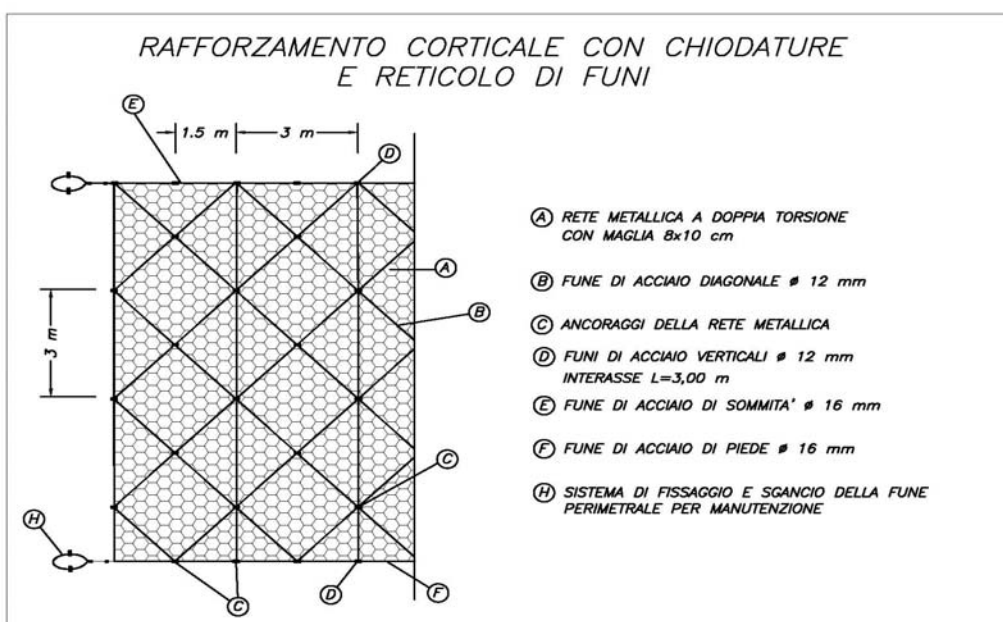 RAFFORZAMENTO CORTICALE CON CHIODATURE
E RETICOLO DI FUNI
E
1.5 m
3 m
D
A
B
3 m
C
H
C
D
F
A RETE METALLICA A DOPPIA TORSIONE
CON MAGLIA 8x10 cm
B FUNE DI ACCIAIO DIAGONALE ø 12 mm
C ANCORAGGI DELLA RETE METALLICA
D FUNI DI ACCIAIO VERTICALI ø 12 mm
INTERASSE L=3,00 m
E FUNE DI ACCIAIO DI SOMMITA' ø 16 mm
F FUNE DI ACCIAIO DI PIEDE ø 16 mm
H SISTEMA DI FISSAGGIO E SGANCIO DELLA FUNE
PERIMETRALE PER MANUTENZIONE